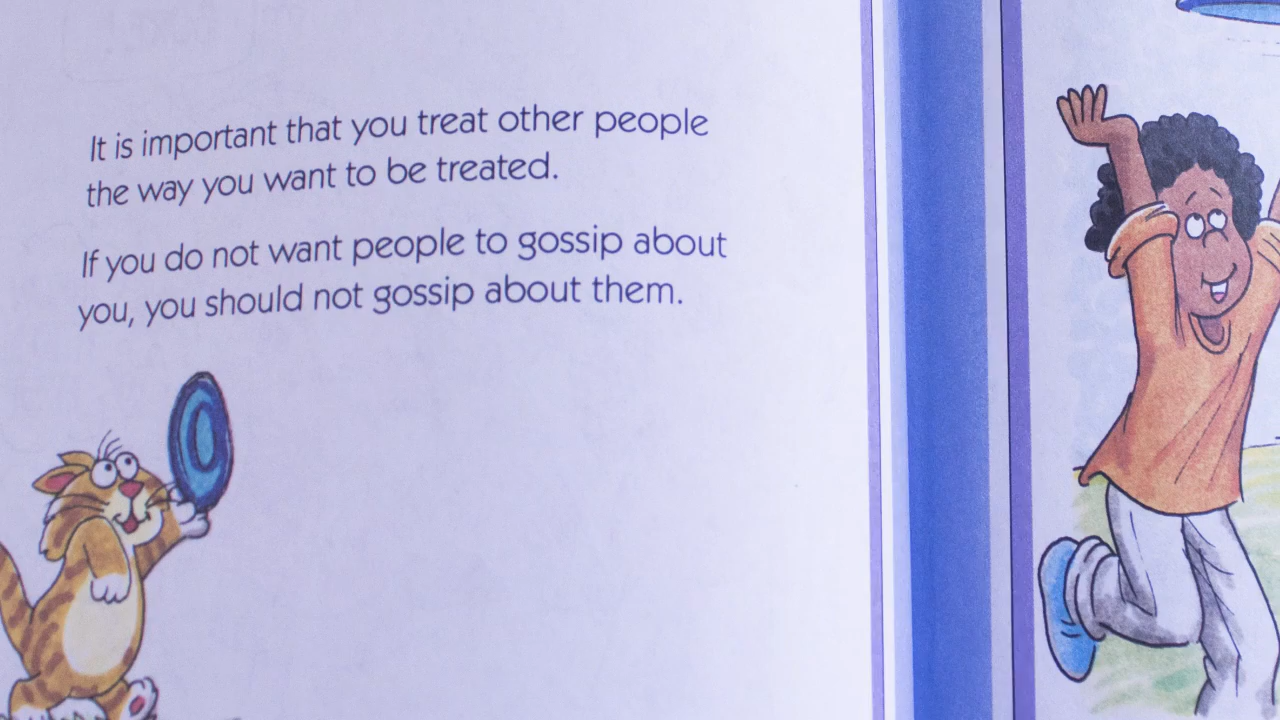 It is important that you treat other people
the way you want to be treated.
If you do not want people to gossip about
you, you should not gossip about them.